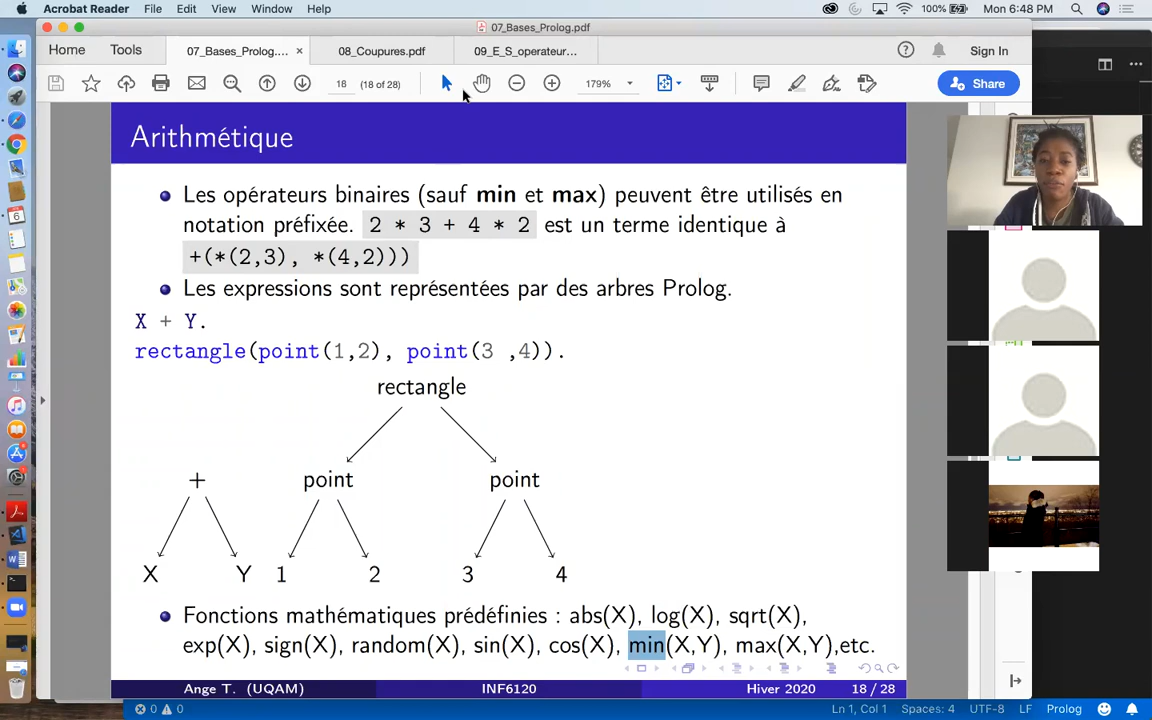 Acrobat Reader File Edit View Window Help 100% Mon 6:48 PM
07_Bases_Prolog.pdf
Home Tools 07_Bases_Prolog.... × 08_Coupures.pdf 09_E_S_operateur... Sign In
18 (18 of 28) 179% Share
Arithmétique
Les opérateurs binaires (sauf min et max) peuvent être utilisés en
notation préfixée. 2 * 3 + 4 * 2 est un terme identique à
+(*(2,3), *(4,2)))
Les expressions sont représentées par des arbres Prolog.
X + Y.
rectangle(point(1,2), point(3 ,4)).
rectangle
+ point point
X Y 1 2 3 4
Fonctions mathématiques prédéfinies : abs(X), log(X), sqrt(X),
exp(X), sign(X), random(X), sin(X), cos(X), min(X,Y), max(X,Y),etc.
Ange T. (UQAM) INF6120 Hiver 2020 18 / 28
0 0 Ln 1, Col 1 Spaces: 4 UTF-8 LF Prolog